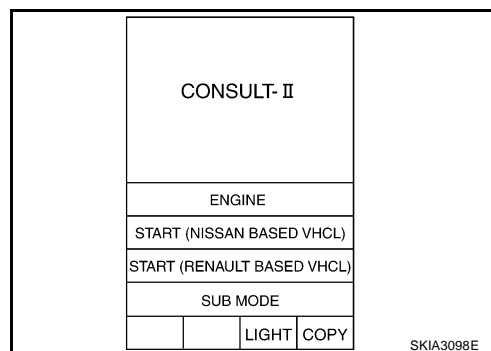 CONSULT-Ⅱ
ENGINE
START (NISSAN BASED VHCL)
START (RENAULT BASED VHCL)
SUB MODE
LIGHT COPY
SKIA3098E